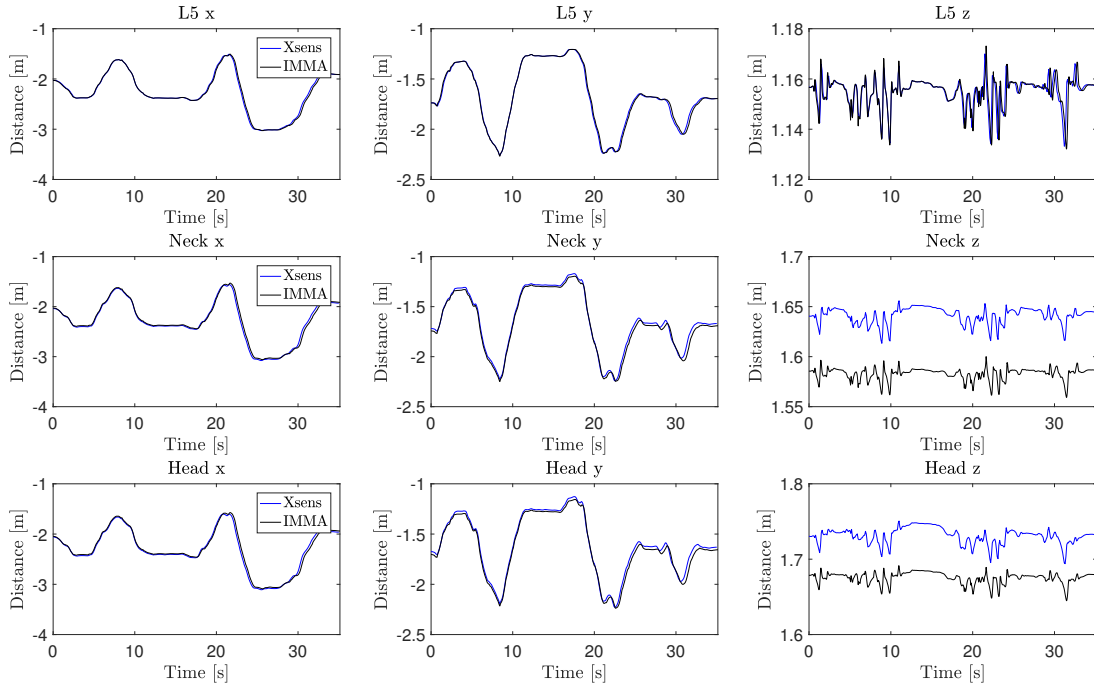 L5 x
L5 y
L5 z
-1
-2
-3
-4
Distance [m]
Xsens
IMMA
0
10
20
30
Time [s]
-1
-1.5
-2
-2.5
Distance [m]
0
10
20
30
Time [s]
1.18
1.16
1.14
1.12
Distance [m]
0
10
20
30
Time [s]
Neck x
Neck y
Neck z
-1
-2
-3
-4
Distance [m]
Xsens
IMMA
0
10
20
30
Time [s]
-1
-1.5
-2
-2.5
Distance [m]
0
10
20
30
Time [s]
1.7
1.65
1.6
1.55
Distance [m]
0
10
20
30
Time [s]
Head x
Head y
Head z
-1
-2
-3
-4
Distance [m]
Xsens
IMMA
0
10
20
30
Time [s]
-1
-1.5
-2
-2.5
Distance [m]
0
10
20
30
Time [s]
1.8
1.7
1.6
Distance [m]
0
10
20
30
Time [s]